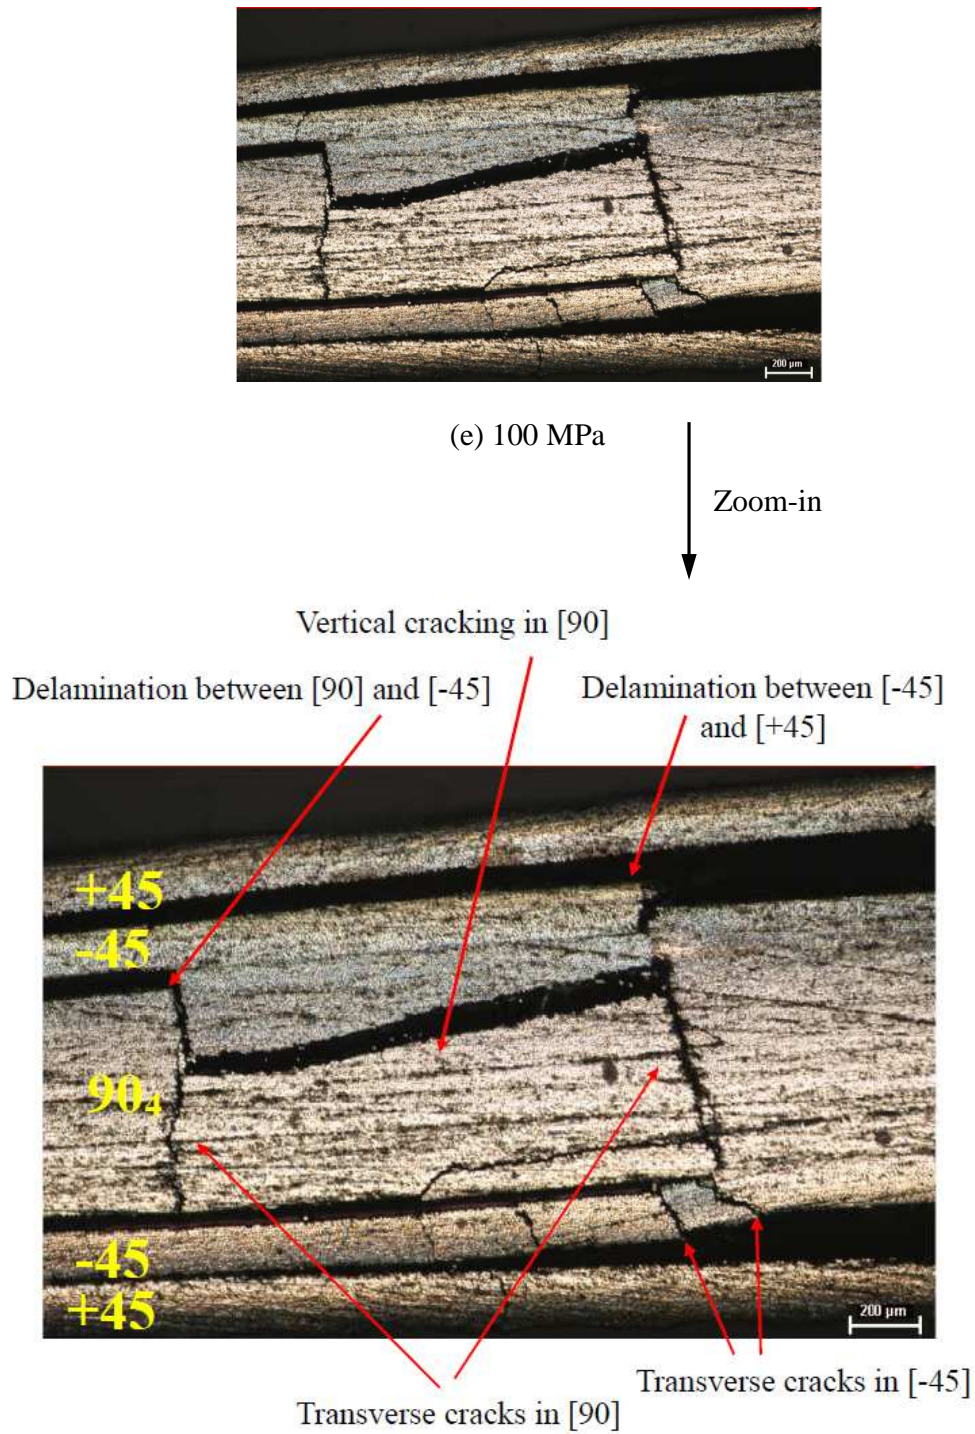 200 µm
(e) 100 MPa
Zoom-in
Vertical cracking in [90]
Delamination between [90] and [-45]
Delamination between [-45]
and [+45]
+45
-45
90₄
-45
+45
200 µm
Transverse cracks in [-45]
Transverse cracks in [90]